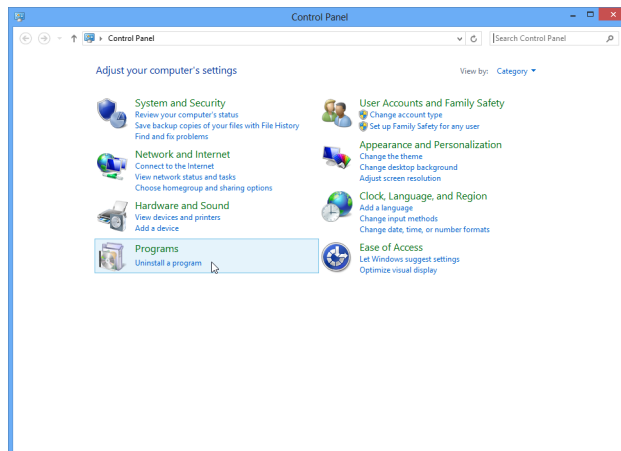 Control Panel
Control Panel
Search Control Panel
Adjust your computer's settings
View by: Category
System and Security
Review your computer's status
Save backup copies of your files with File History
Find and fix problems
Network and Internet
Connect to the Internet
View network status and tasks
Choose homegroup and sharing options
Hardware and Sound
View devices and printers
Add a device
Programs
Uninstall a program
User Accounts and Family Safety
Change account type
Set up Family Safety for any user
Appearance and Personalization
Change the theme
Change desktop background
Adjust screen resolution
Clock, Language, and Region
Add a language
Change input methods
Change date, time, or number formats
Ease of Access
Let Windows suggest settings
Optimize visual display